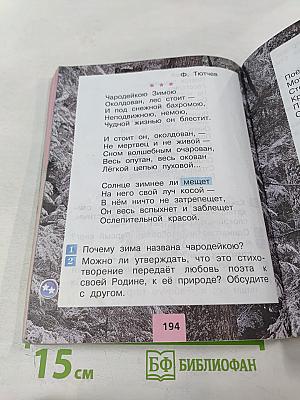 Ф. Тютчев
* * *
Чародейкою Зимою
Околдован, лес стоит —
И под снежной бахромою,
Неподвижною, немою,
Чудной жизнью он блестит.
И стоит он, околдован, —
Не мертвец и не живой —
Сном волшебным очарован,
Весь опутан, весь окован
Лёгкой цепью пуховой...
Солнце зимнее ли мещет
На него свой луч косой —
В нём ничто не затрепещет,
Он весь вспыхнет и заблещет
Ослепительной красой.
1 Почему зима названа чародейкою?
2 Можно ли утверждать, что это стихо-
творение передаёт любовь поэта к
своей Родине, к её природе? Обсудите
с другом.
194
15 см
БФ БИБЛИОФАН